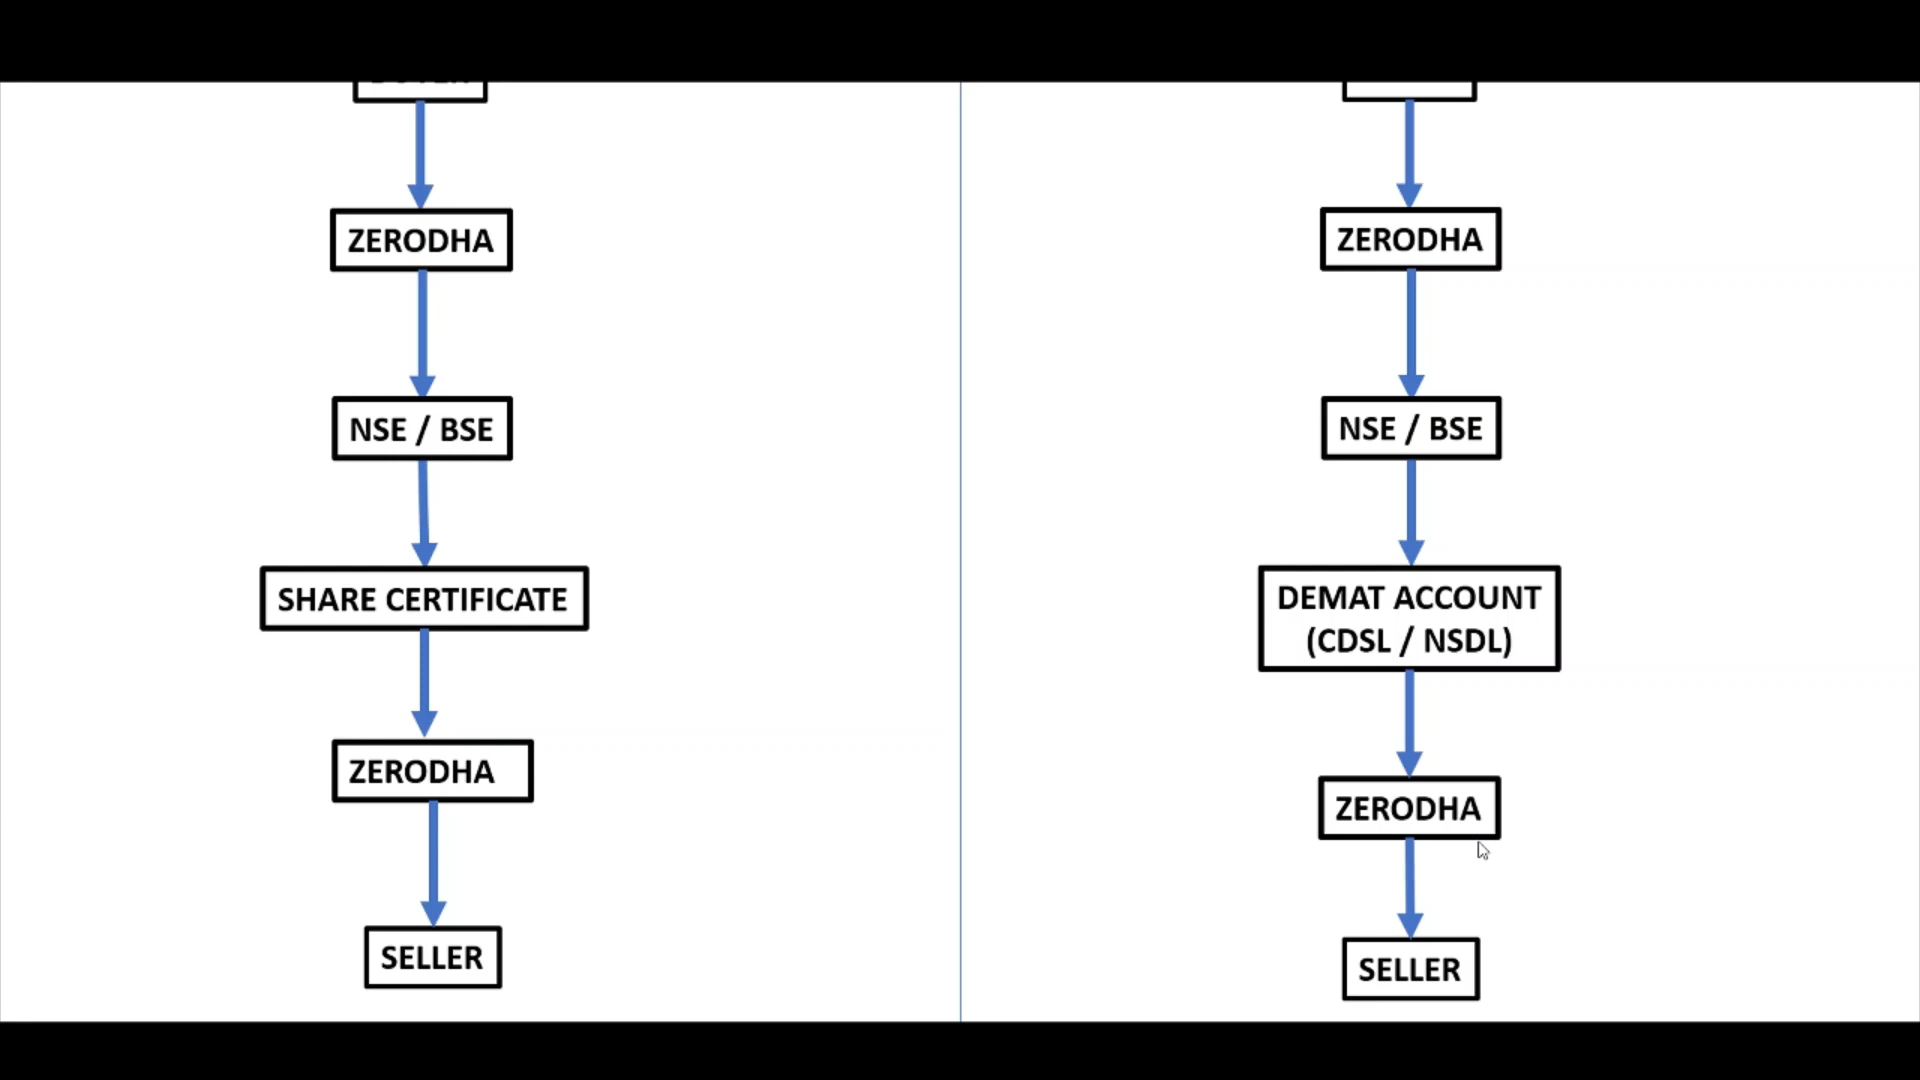 ZERODHA
NSE / BSE
SHARE CERTIFICATE
ZERODHA
SELLER
ZERODHA
NSE / BSE
DEMAT ACCOUNT
(CDSL / NSDL)
ZERODHA
SELLER